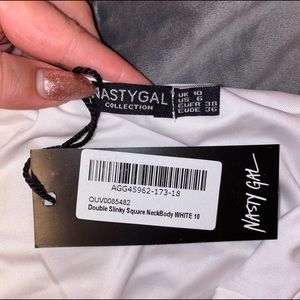 NASTYGAL
COLLECTION
UK 10
US 6
EUFR 38
EUDE 36
AGG45962-173-18
OUV0085482
Double Slinky Square NeckBody WHITE 10
NASTY GAL